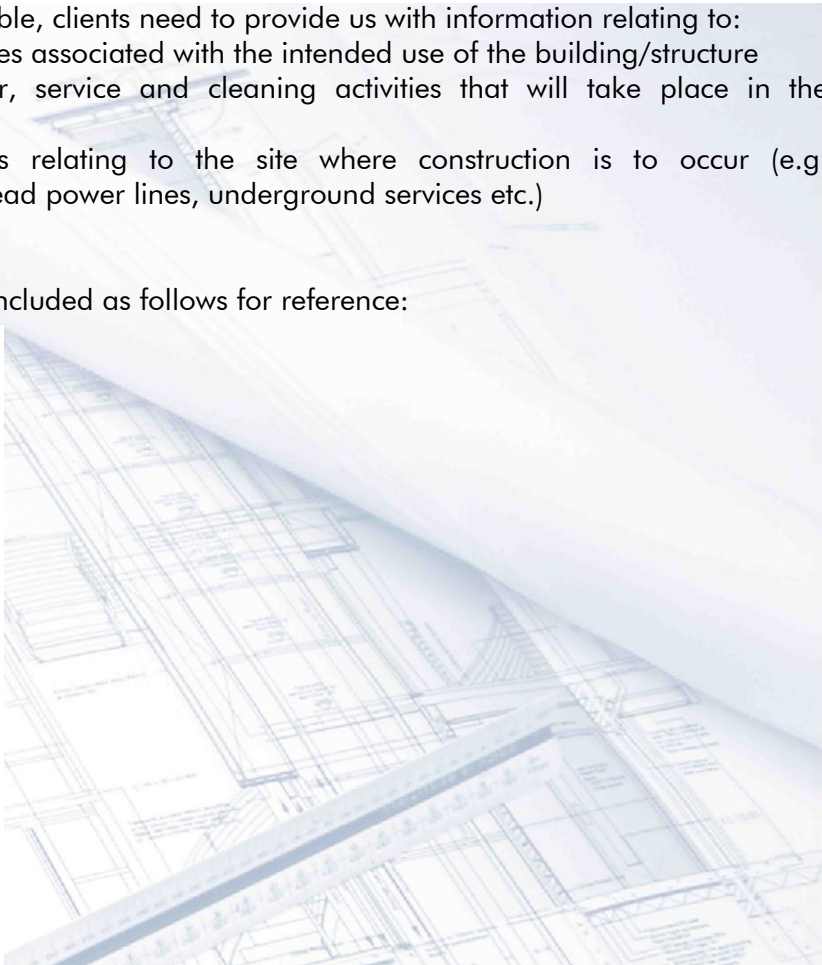 ble, clients need to provide us with information relating to:
es associated with the intended use of the building/structure
r, service and cleaning activities that will take place in the
s relating to the site where construction is to occur (e.g
ead power lines, underground services etc.)
ncluded as follows for reference: